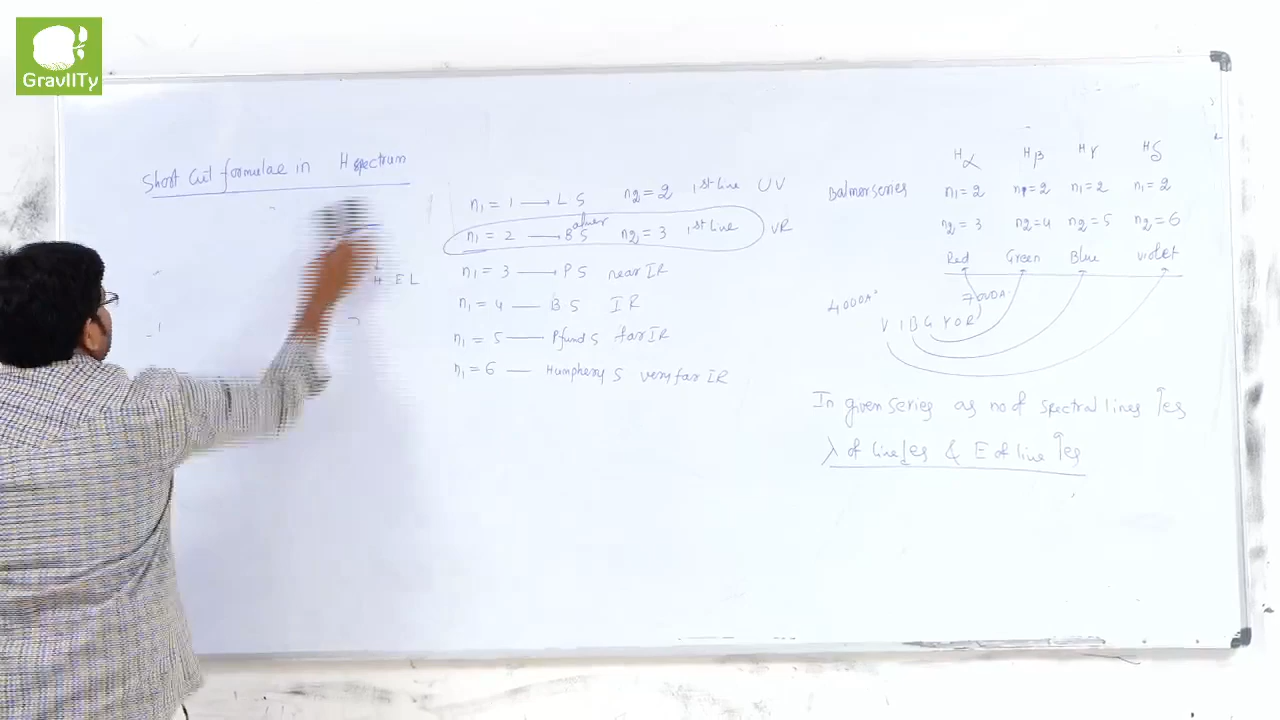 GravIITy
Short Cut formulae in H spectrum
H E L
n1 = 1 → L S n2 = 2 1st line UV
n1 = 2 → Balmer S n2 = 3 1st line VR
n1 = 3 → P S near IR
n1 = 4 — B S IR
n1 = 5 — Pfund S far IR
n1 = 6 — Humphery S very far IR
Hα Hβ Hγ Hδ
Balmer series n1 = 2 n1 = 2 n1 = 2 n1 = 2
n2 = 3 n2 = 4 n2 = 5 n2 = 6
Red Green Blue violet
4000A° 7000A°
V I B G Y O R
In given series as no of spectral lines ↑es
λ of line ↓es & E of line ↑es